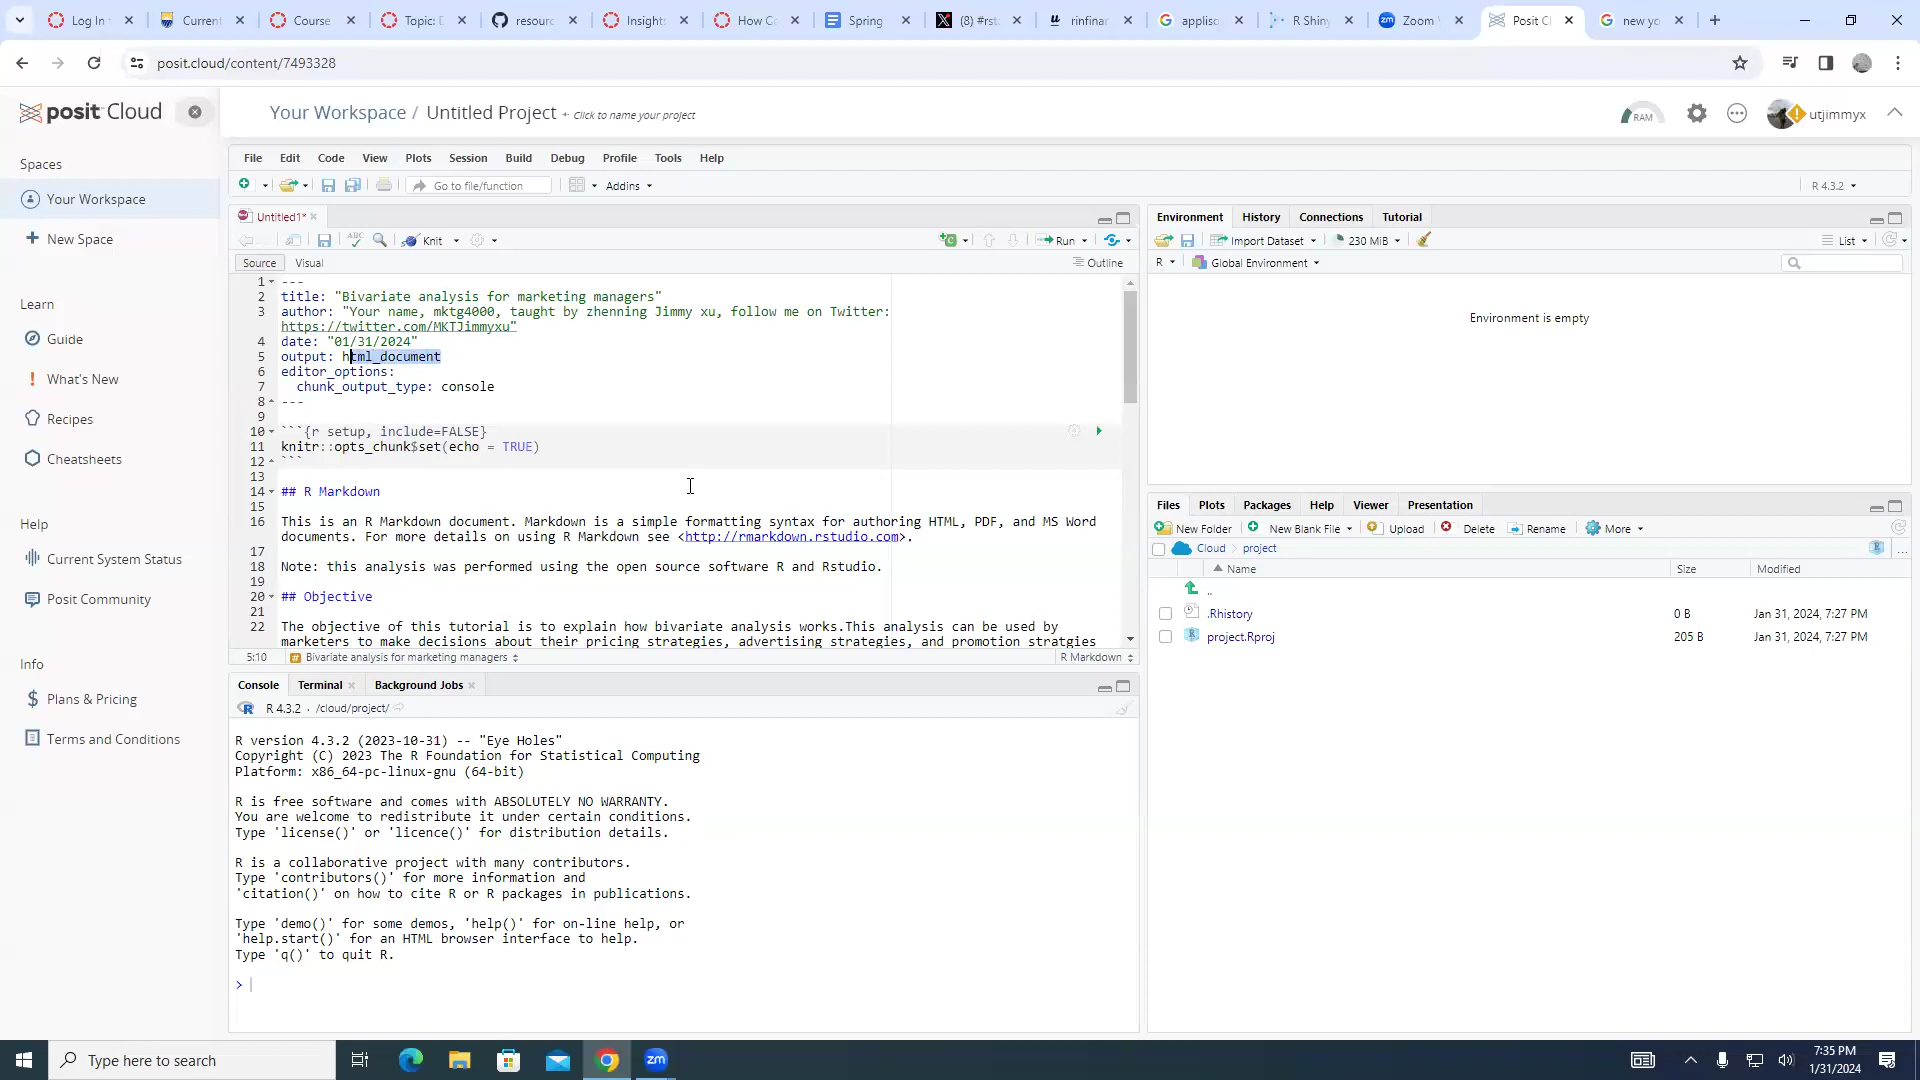 Log In
Current
Course
Topic: D
resourc
Insight
How Co
Spring
(8) #rst
rinfinar
appliso
R Shiny
Zoom
Posit Cl
new yo
posit.cloud/content/7493328
posit Cloud
Your Workspace / Untitled Project ← Click to name your project
RAM
utjimmyx
Spaces
Your Workspace
New Space
Learn
Guide
What's New
Recipes
Cheatsheets
Help
Current System Status
Posit Community
Info
Plans & Pricing
Terms and Conditions
File Edit Code View Plots Session Build Debug Profile Tools Help
Go to file/function
Addins
R 4.3.2
Untitled1*
ABC
Knit
Run
Source Visual
Outline
1 ---
2 title: "Bivariate analysis for marketing managers"
3 author: "Your name, mktg4000, taught by zhenning Jimmy xu, follow me on Twitter:
https://twitter.com/MKTJimmyxu"
4 date: "01/31/2024"
5 output: html_document
6 editor_options:
7 chunk_output_type: console
8 ---
9
10 ```{r setup, include=FALSE}
11 knitr::opts_chunk$set(echo = TRUE)
12 ```
13
14 ## R Markdown
15
16 This is an R Markdown document. Markdown is a simple formatting syntax for authoring HTML, PDF, and MS Word
documents. For more details on using R Markdown see <http://rmarkdown.rstudio.com>.
17
18 Note: this analysis was performed using the open source software R and Rstudio.
19
20 ## Objective
21
22 The objective of this tutorial is to explain how bivariate analysis works.This analysis can be used by
marketers to make decisions about their pricing strategies, advertising strategies, and promotion stratgies
5:10 Bivariate analysis for marketing managers R Markdown
Console Terminal Background Jobs
R 4.3.2 · /cloud/project/
R version 4.3.2 (2023-10-31) -- "Eye Holes"
Copyright (C) 2023 The R Foundation for Statistical Computing
Platform: x86_64-pc-linux-gnu (64-bit)
R is free software and comes with ABSOLUTELY NO WARRANTY.
You are welcome to redistribute it under certain conditions.
Type 'license()' or 'licence()' for distribution details.
R is a collaborative project with many contributors.
Type 'contributors()' for more information and
'citation()' on how to cite R or R packages in publications.
Type 'demo()' for some demos, 'help()' for on-line help, or
'help.start()' for an HTML browser interface to help.
Type 'q()' to quit R.
>
Environment History Connections Tutorial
Import Dataset 230 MiB List
R Global Environment
Environment is empty
Files Plots Packages Help Viewer Presentation
New Folder New Blank File Upload Delete Rename More
Cloud project ...
Name Size Modified
..
.Rhistory 0 B Jan 31, 2024, 7:27 PM
project.Rproj 205 B Jan 31, 2024, 7:27 PM
Type here to search
zm
7:35 PM
1/31/2024